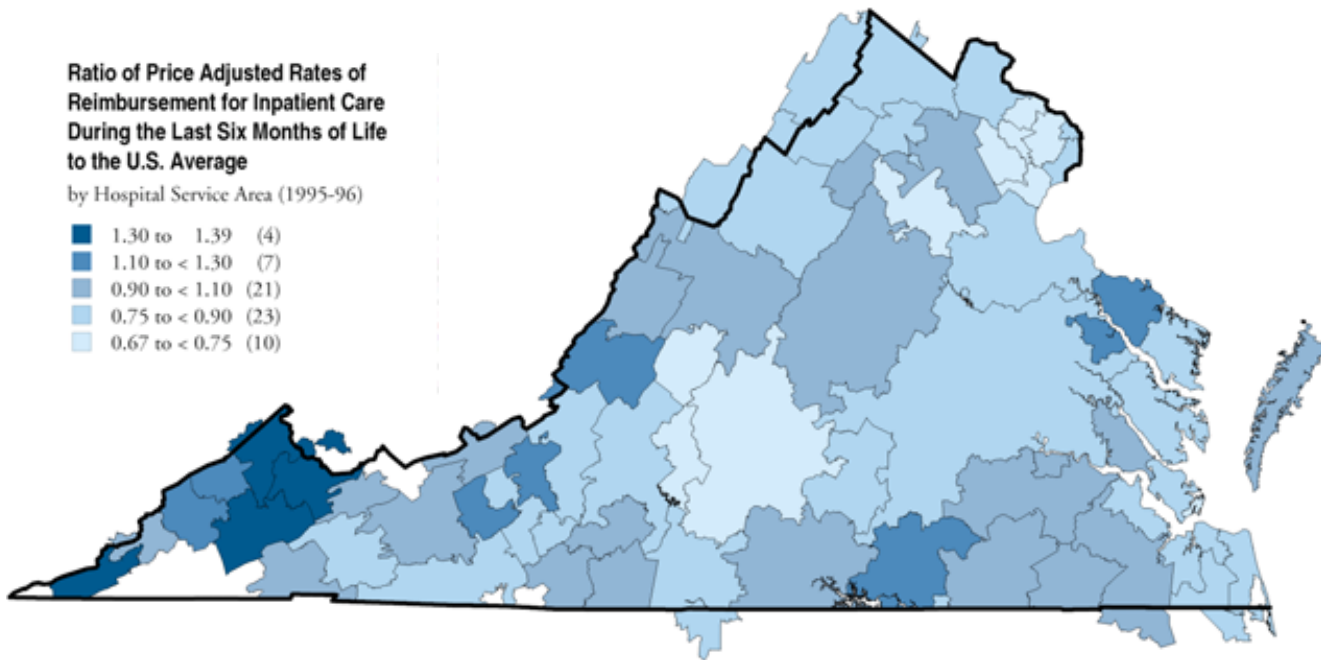 Ratio of Price Adjusted Rates of
Reimbursement for Inpatient Care
During the Last Six Months of Life
to the U.S. Average
by Hospital Service Area (1995-96)
1.30 to 1.39 (4)
1.10 to < 1.30 (7)
0.90 to < 1.10 (21)
0.75 to < 0.90 (23)
0.67 to < 0.75 (10)